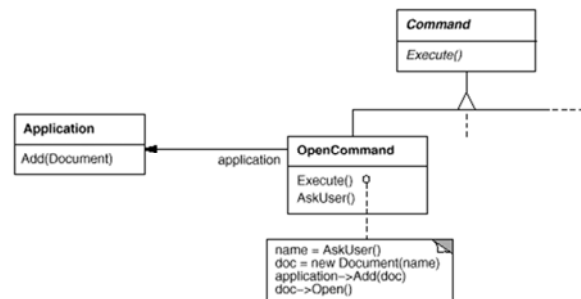 Command
Execute()
Application
Add(Document)
application
OpenCommand
Execute()
AskUser()
name = AskUser()
doc = new Document(name)
application->Add(doc)
doc->Open()